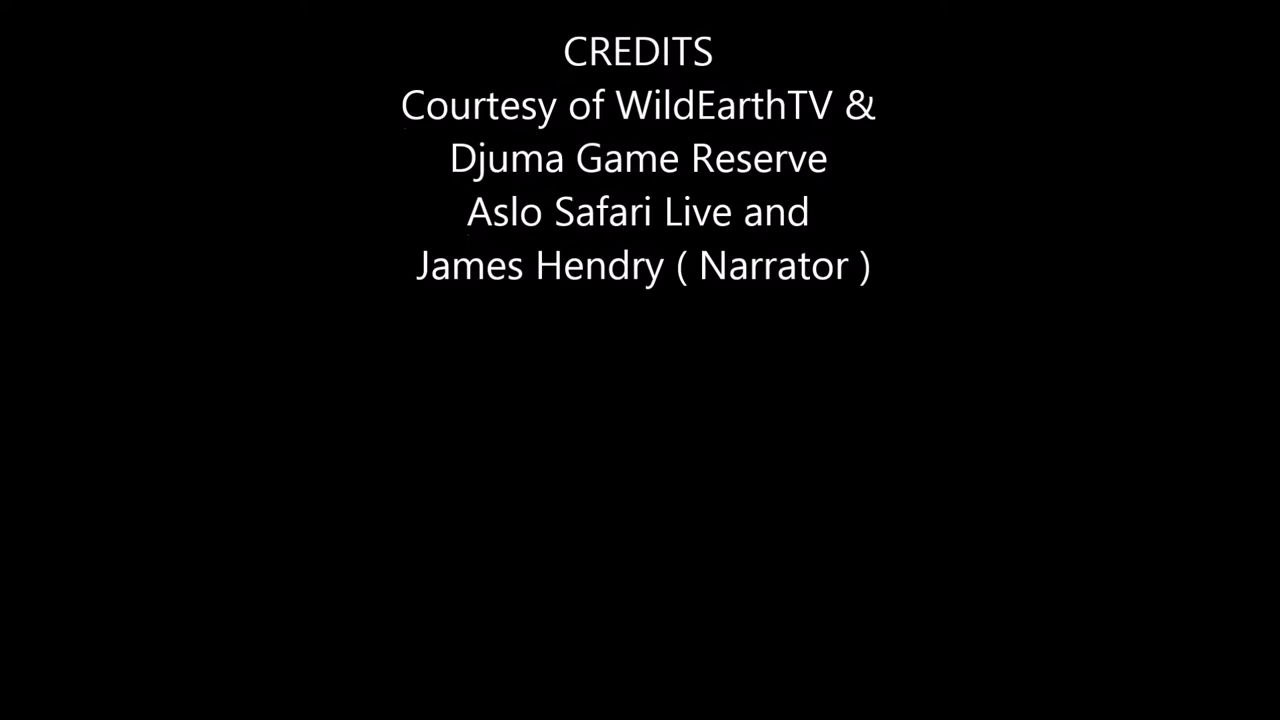 CREDITS
Courtesy of WildEarthTV &
Djuma Game Reserve
Aslo Safari Live and
James Hendry ( Narrator )